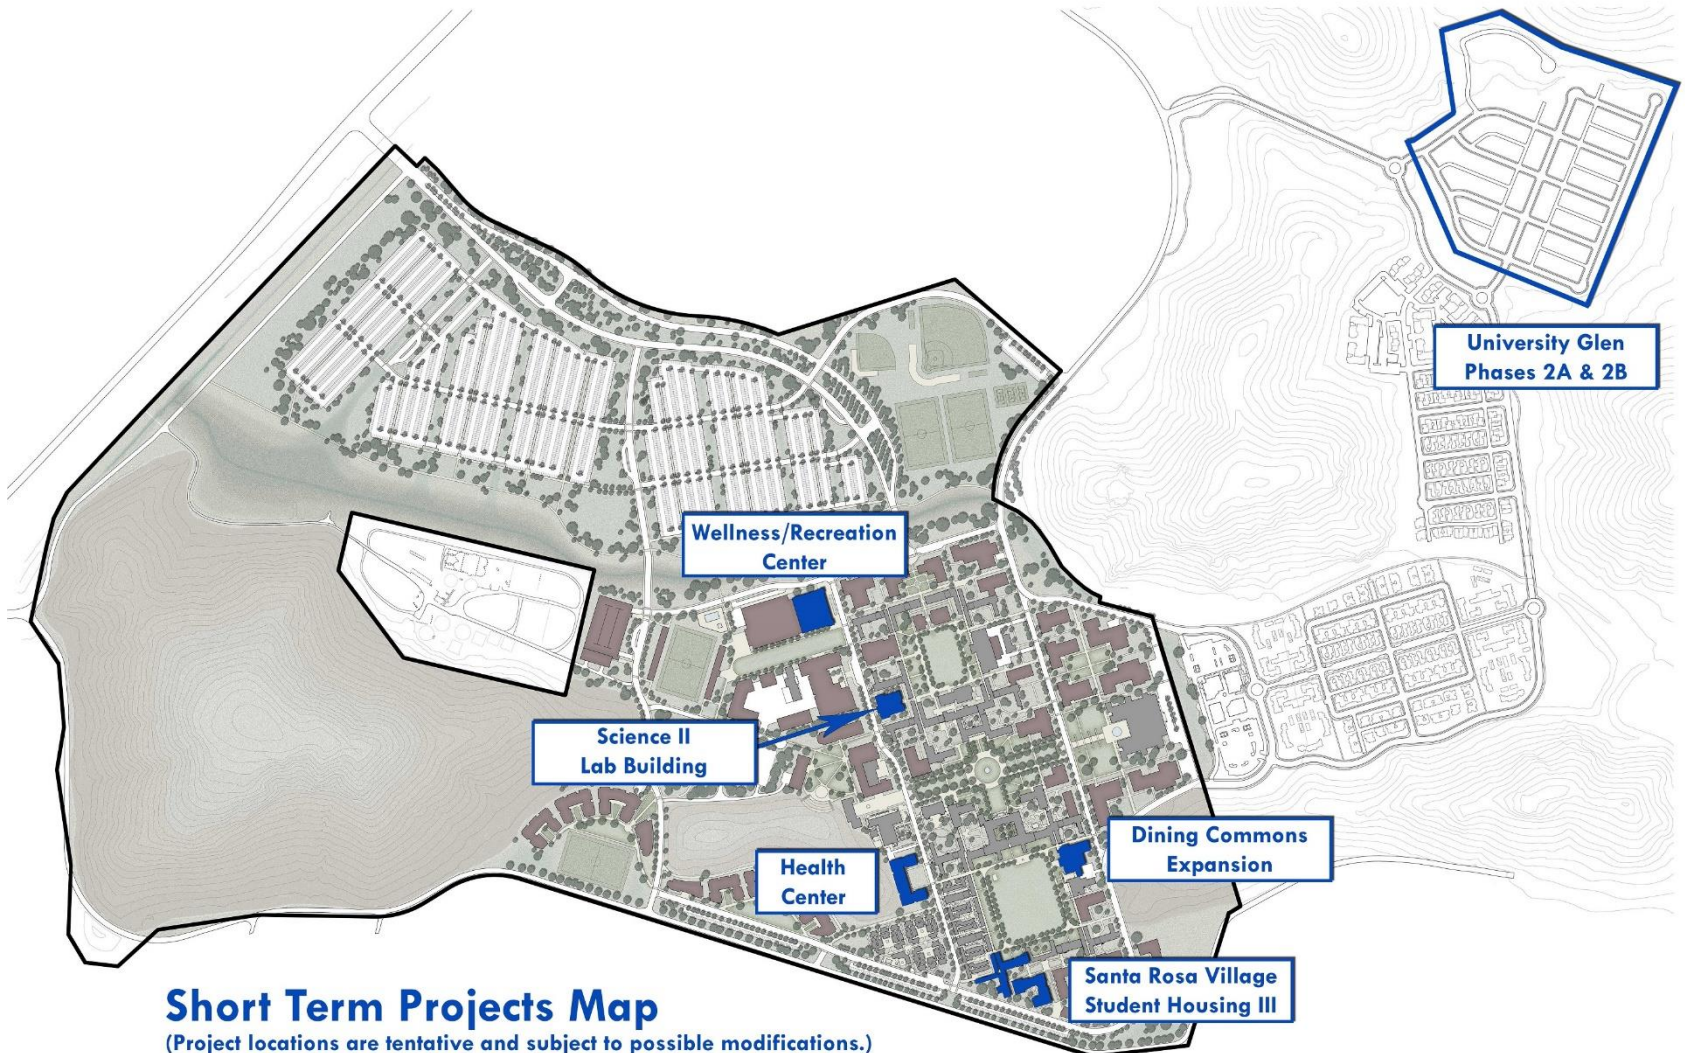 University Glen
Phases 2A & 2B
Wellness/Recreation
Center
Science II
Lab Building
Dining Commons
Expansion
Health
Center
Santa Rosa Village
Student Housing III
Short Term Projects Map
(Project locations are tentative and subject to possible modifications.)